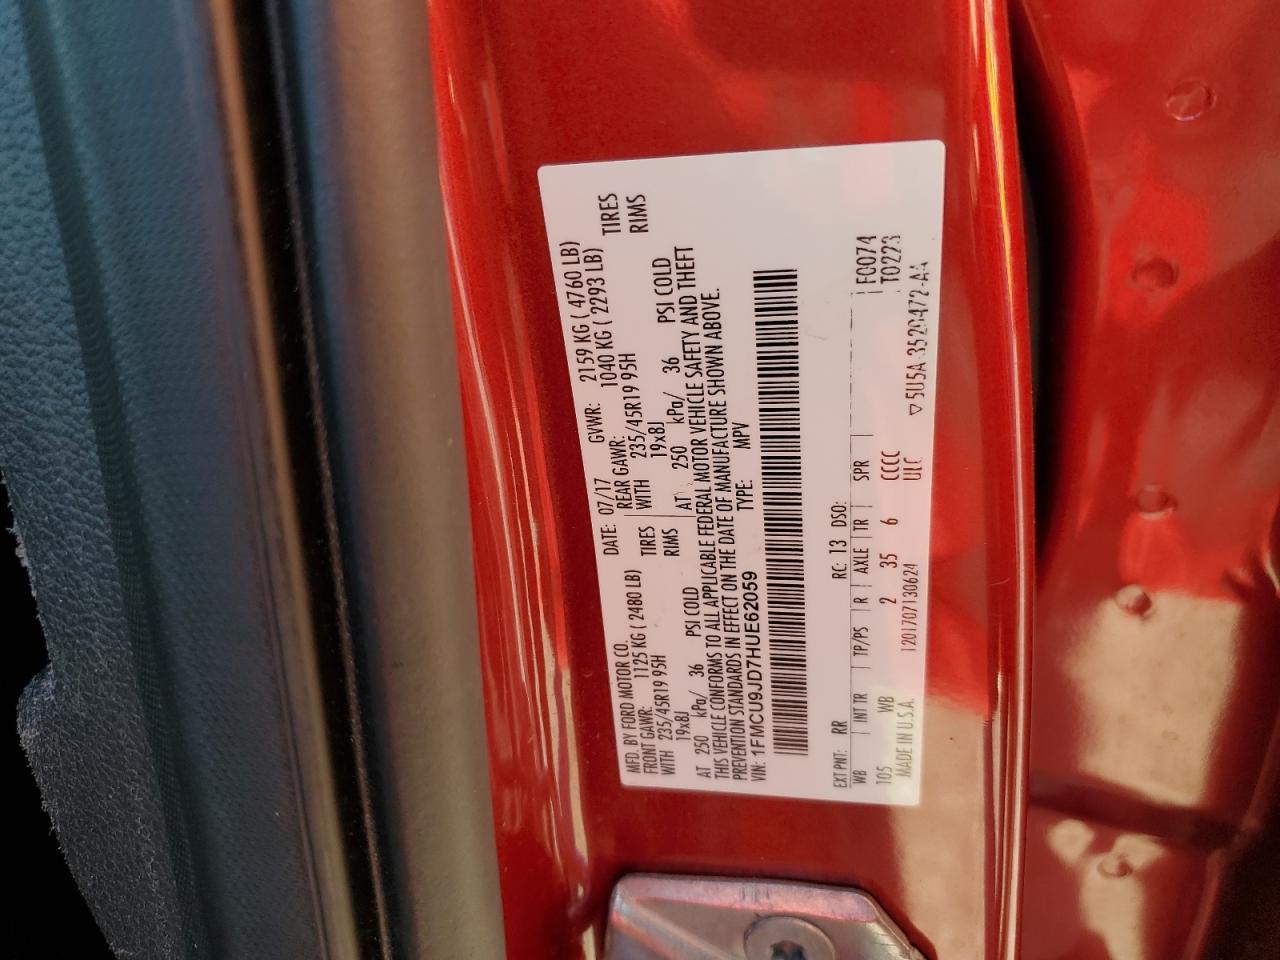 MFD. BY FORD MOTOR CO.
DATE: 07/17 GVWR: 2159 KG ( 4760 LB)
FRONT GAWR: 1125 KG ( 2480 LB) REAR GAWR: 1040 KG ( 2293 LB)
WITH 235/45R19 95H TIRES WITH 235/45R19 95H TIRES
19x8J RIMS 19x8J RIMS
AT 250 kPa/ 36 PSI COLD AT 250 kPa/ 36 PSI COLD
THIS VEHICLE CONFORMS TO ALL APPLICABLE FEDERAL MOTOR VEHICLE SAFETY AND THEFT
PREVENTION STANDARDS IN EFFECT ON THE DATE OF MANUFACTURE SHOWN ABOVE.
VIN: 1FMCU9JD7HUE62059 TYPE: MPV
EXT PNT: RR RC: 13 DSO: F0074
WB INT TR TP/PS R AXLE TR SPR T0223
105 WB 2 35 6 CCCC
MADE IN U.S.A. 1201707130624 ULC ▽ 5U5A-3520472-AA